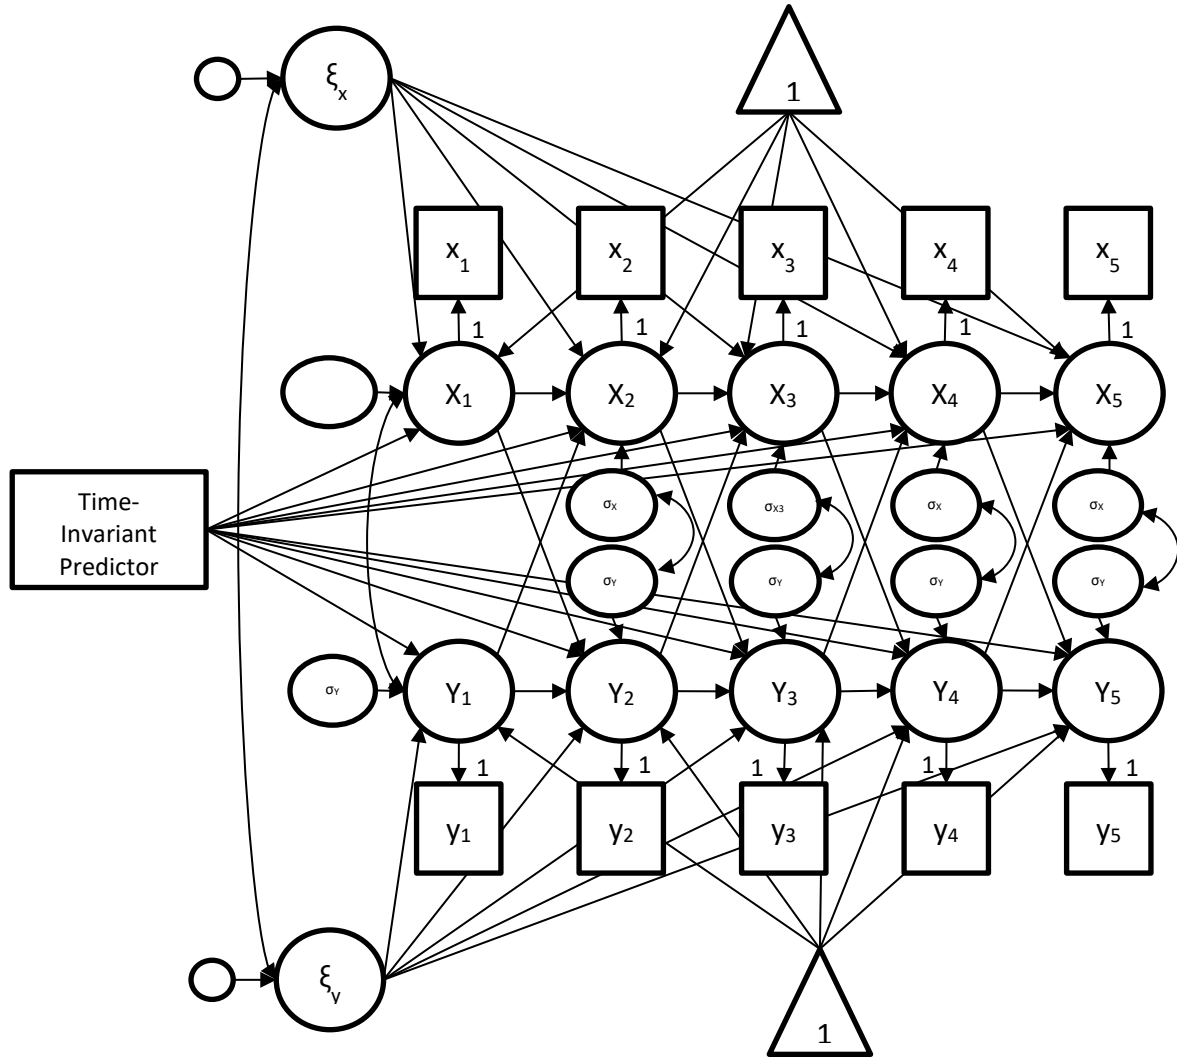 ξx
1
x1
x2
x3
x4
x5
1
1
1
1
1
X1
X2
X3
X4
X5
Time-
Invariant
Predictor
σX
σX3
σX
σX
σY
σY
σY
σY
σY
Y1
Y2
Y3
Y4
Y5
1
1
1
1
1
y1
y2
y3
y4
y5
ξy
1